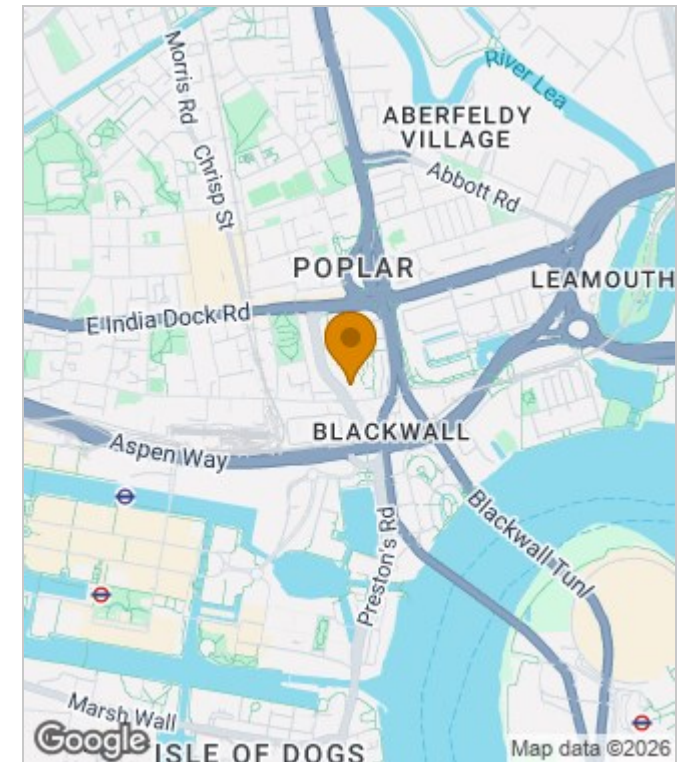 River Lea
Morris Rd
ABERFELDY
VILLAGE
Chrisp St
Abbott Rd
POPLAR
LEAMOUTH
E India Dock Rd
BLACKWALL
Aspen Way
Blackwall Tunl
Preston's Rd
Marsh Wall
Google
ISLE OF DOGS
Map data ©2026